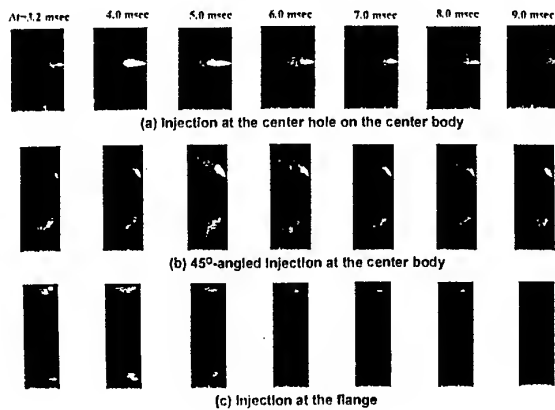 Δt=3.2 msec 4.0 msec 5.0 msec 6.0 msec 7.0 msec 8.0 msec 9.0 msec
(a) Injection at the center hole on the center body
(b) 45º-angled Injection at the center body
(c) Injection at the flange